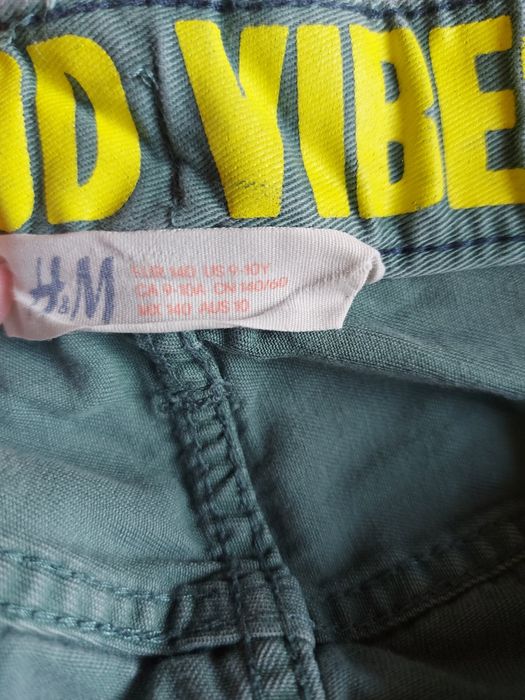 OD VIBE
H&M
EUR 140 US 9-10Y
CA 9-10A CN 140/60
MX 140 AUS 10